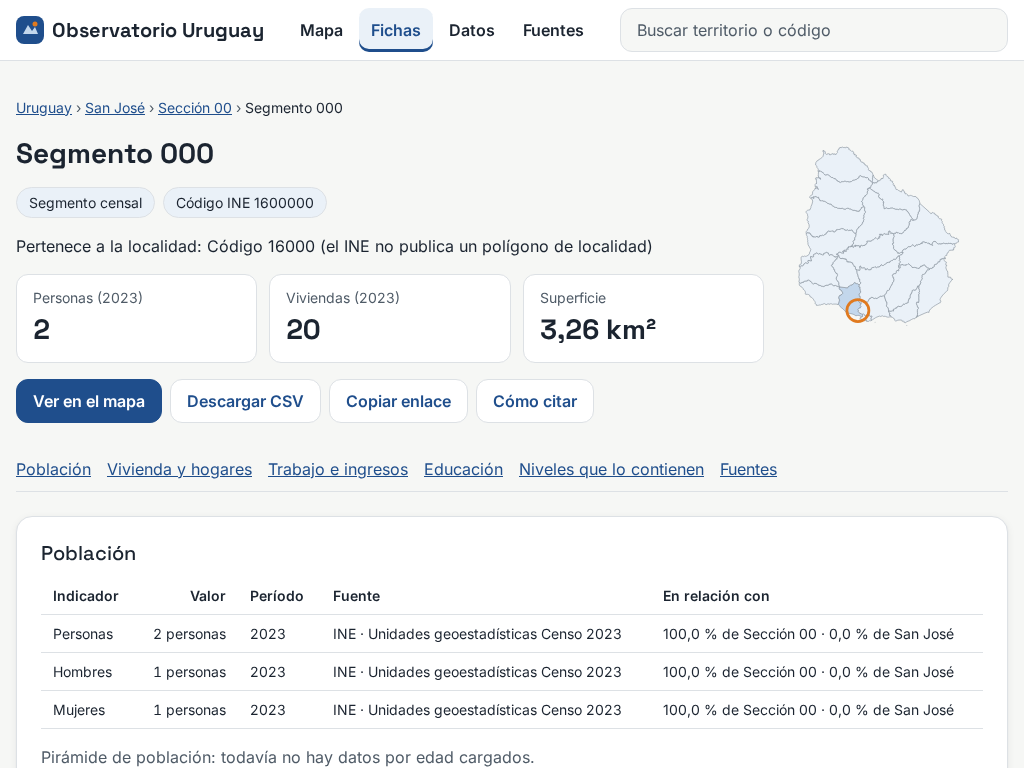 Observatorio Uruguay
Mapa
Fichas
Datos
Fuentes
Buscar territorio o código
Uruguay › San José › Sección 00 › Segmento 000
Segmento 000
Segmento censal
Código INE 1600000
Pertenece a la localidad: Código 16000 (el INE no publica un polígono de localidad)
Personas (2023)
2
Viviendas (2023)
20
Superficie
3,26 km²
Ver en el mapa
Descargar CSV
Copiar enlace
Cómo citar
Población
Vivienda y hogares
Trabajo e ingresos
Educación
Niveles que lo contienen
Fuentes
Población
Indicador Valor Período Fuente En relación con
Personas 2 personas 2023 INE · Unidades geoestadísticas Censo 2023 100,0 % de Sección 00 · 0,0 % de San José
Hombres 1 personas 2023 INE · Unidades geoestadísticas Censo 2023 100,0 % de Sección 00 · 0,0 % de San José
Mujeres 1 personas 2023 INE · Unidades geoestadísticas Censo 2023 100,0 % de Sección 00 · 0,0 % de San José
Pirámide de población: todavía no hay datos por edad cargados.